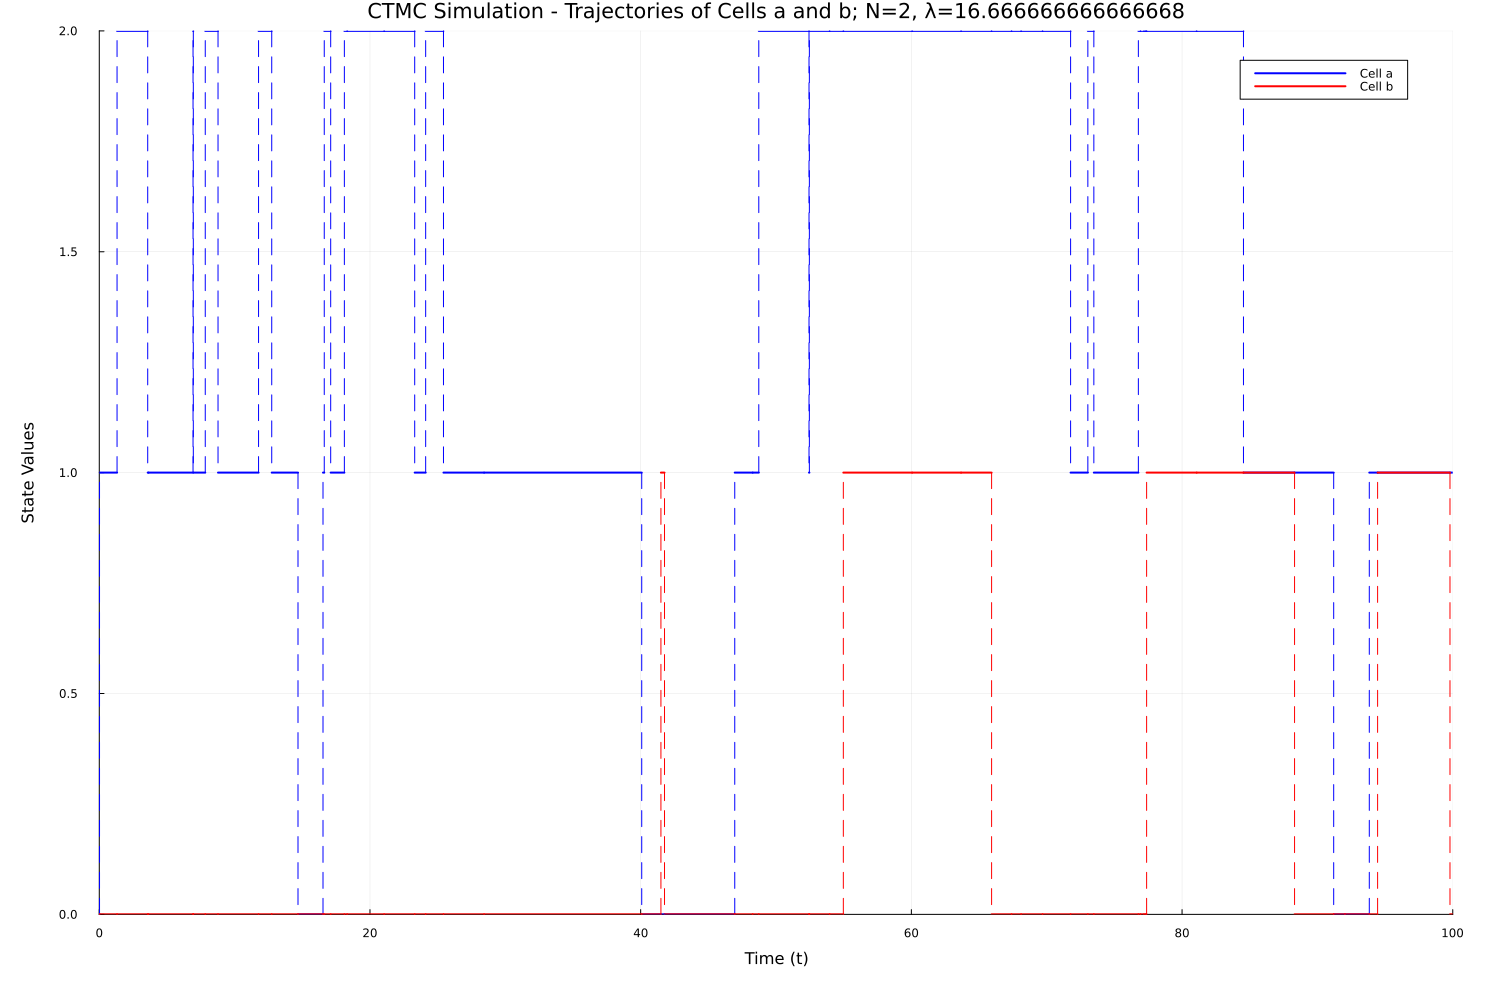 CTMC Simulation - Trajectories of Cells a and b; N=2, λ=16.666666666666668
2.0
Cell a
Cell b
1.5
1.0
State Values
0.5
0.0
0 20 40 60 80 100
Time (t)